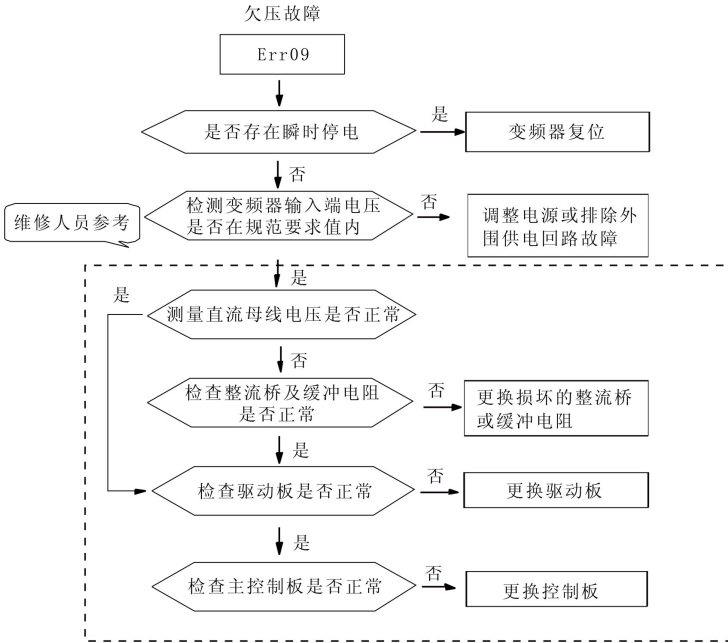 欠压故障
Err09
是否存在瞬时停电
是
变频器复位
否
维修人员参考
检测变频器输入端电压
是否在规范要求值内
否
调整电源或排除外
围供电回路故障
是
是
测量直流母线电压是否正常
否
检查整流桥及缓冲电阻
是否正常
否
更换损坏的整流桥
或缓冲电阻
是
检查驱动板是否正常
否
更换驱动板
是
检查主控制板是否正常
否
更换控制板